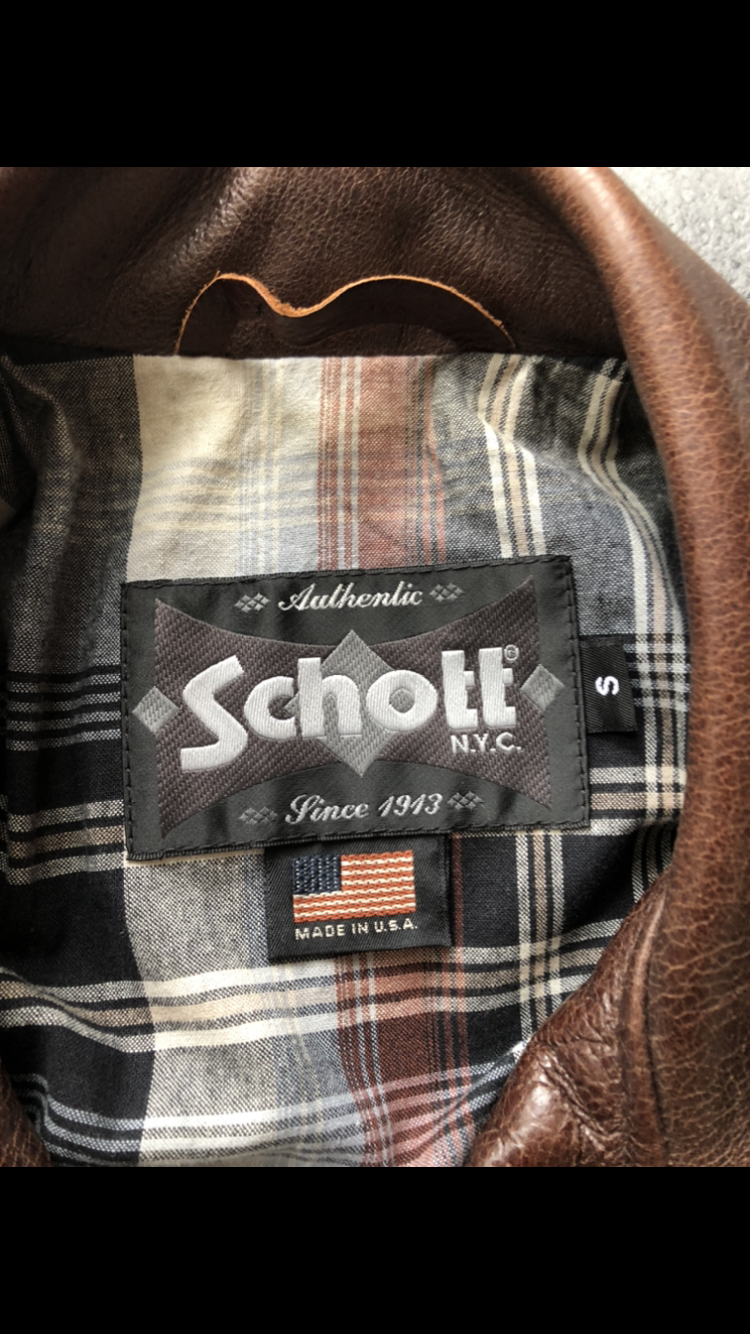 Authentic
Schott®
N.Y.C.
Since 1913
S
MADE IN U.S.A.